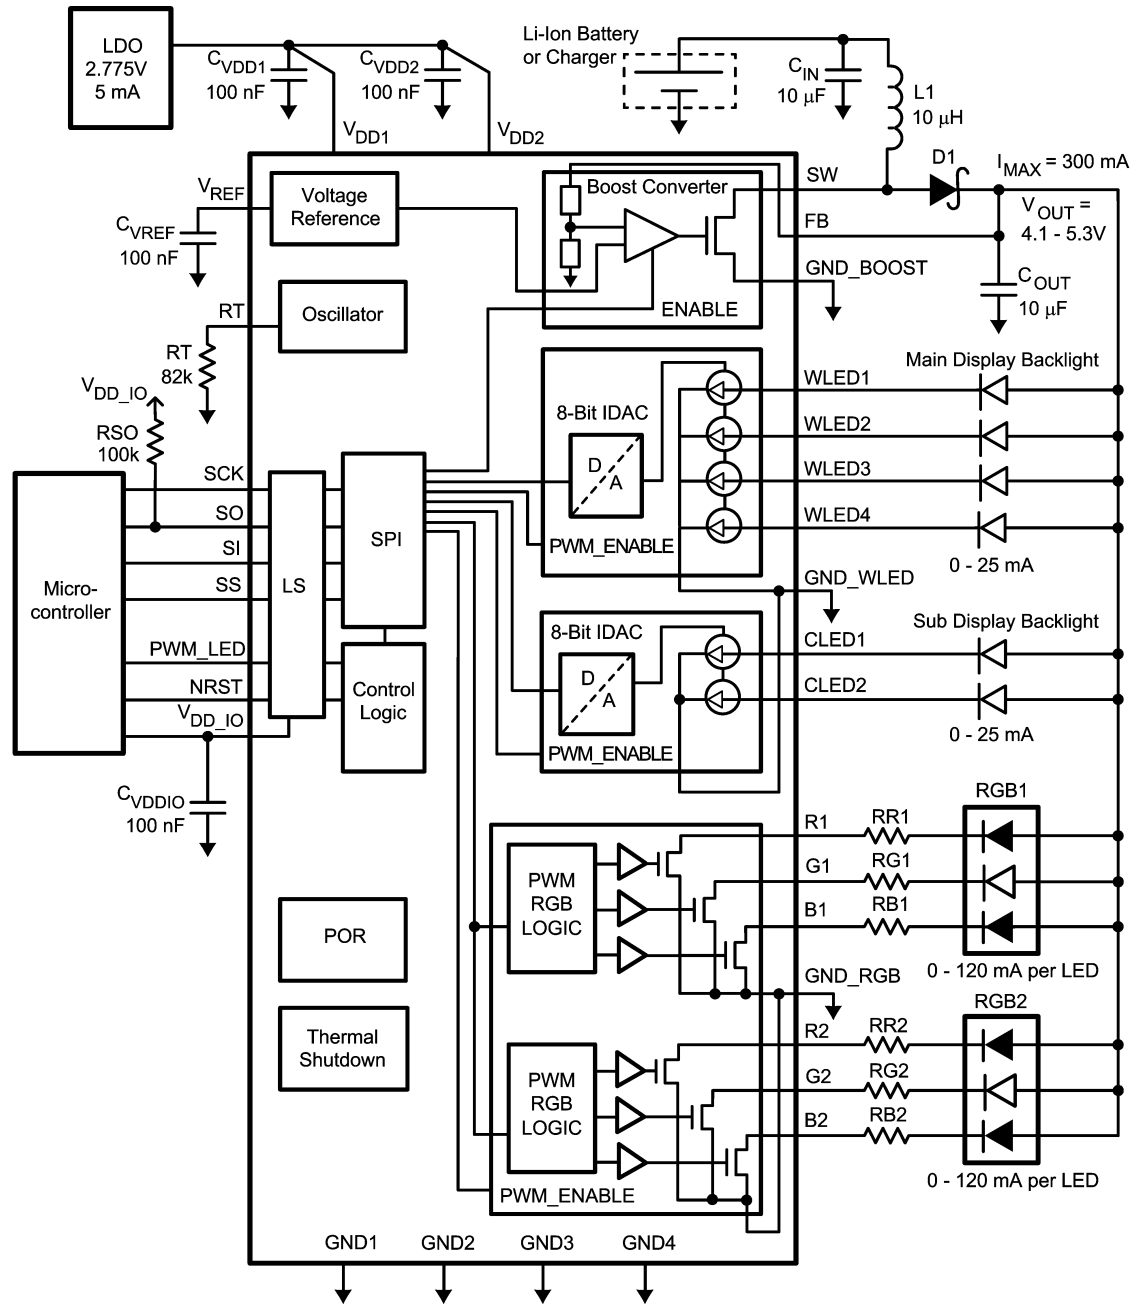 LDO
2.775V
5 mA
CVDD1
100 nF
CVDD2
100 nF
VDD1
VDD2
Li-Ion Battery
or Charger
CIN
10 μF
L1
10 μH
D1
IMAX = 300 mA
VOUT =
4.1 - 5.3V
COUT
10 μF
SW
FB
GND_BOOST
Boost Converter
ENABLE
VREF
CVREF
100 nF
Voltage
Reference
RT
RT
82k
Oscillator
VDD_IO
RSO
100k
Micro-
controller
SCK
SO
SI
SS
PWM_LED
NRST
VDD_IO
CVDDIO
100 nF
LS
SPI
Control
Logic
8-Bit IDAC
D
A
PWM_ENABLE
WLED1
WLED2
WLED3
WLED4
GND_WLED
Main Display Backlight
0 - 25 mA
8-Bit IDAC
D
A
PWM_ENABLE
CLED1
CLED2
Sub Display Backlight
0 - 25 mA
POR
Thermal
Shutdown
PWM
RGB
LOGIC
R1
G1
B1
GND_RGB
RR1
RG1
RB1
RGB1
0 - 120 mA per LED
PWM
RGB
LOGIC
PWM_ENABLE
R2
G2
B2
RR2
RG2
RB2
RGB2
0 - 120 mA per LED
GND1
GND2
GND3
GND4